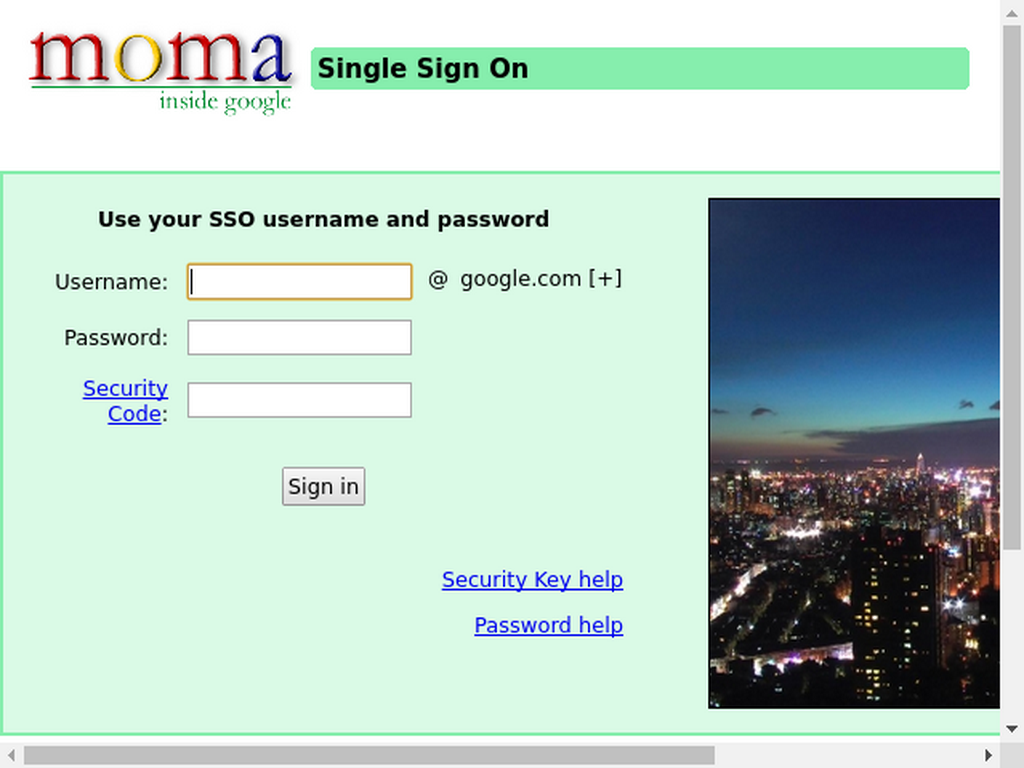 moma
inside google
Single Sign On
Use your SSO username and password
Username:
@ google.com [+]
Password:
Security
Code:
Sign in
Security Key help
Password help